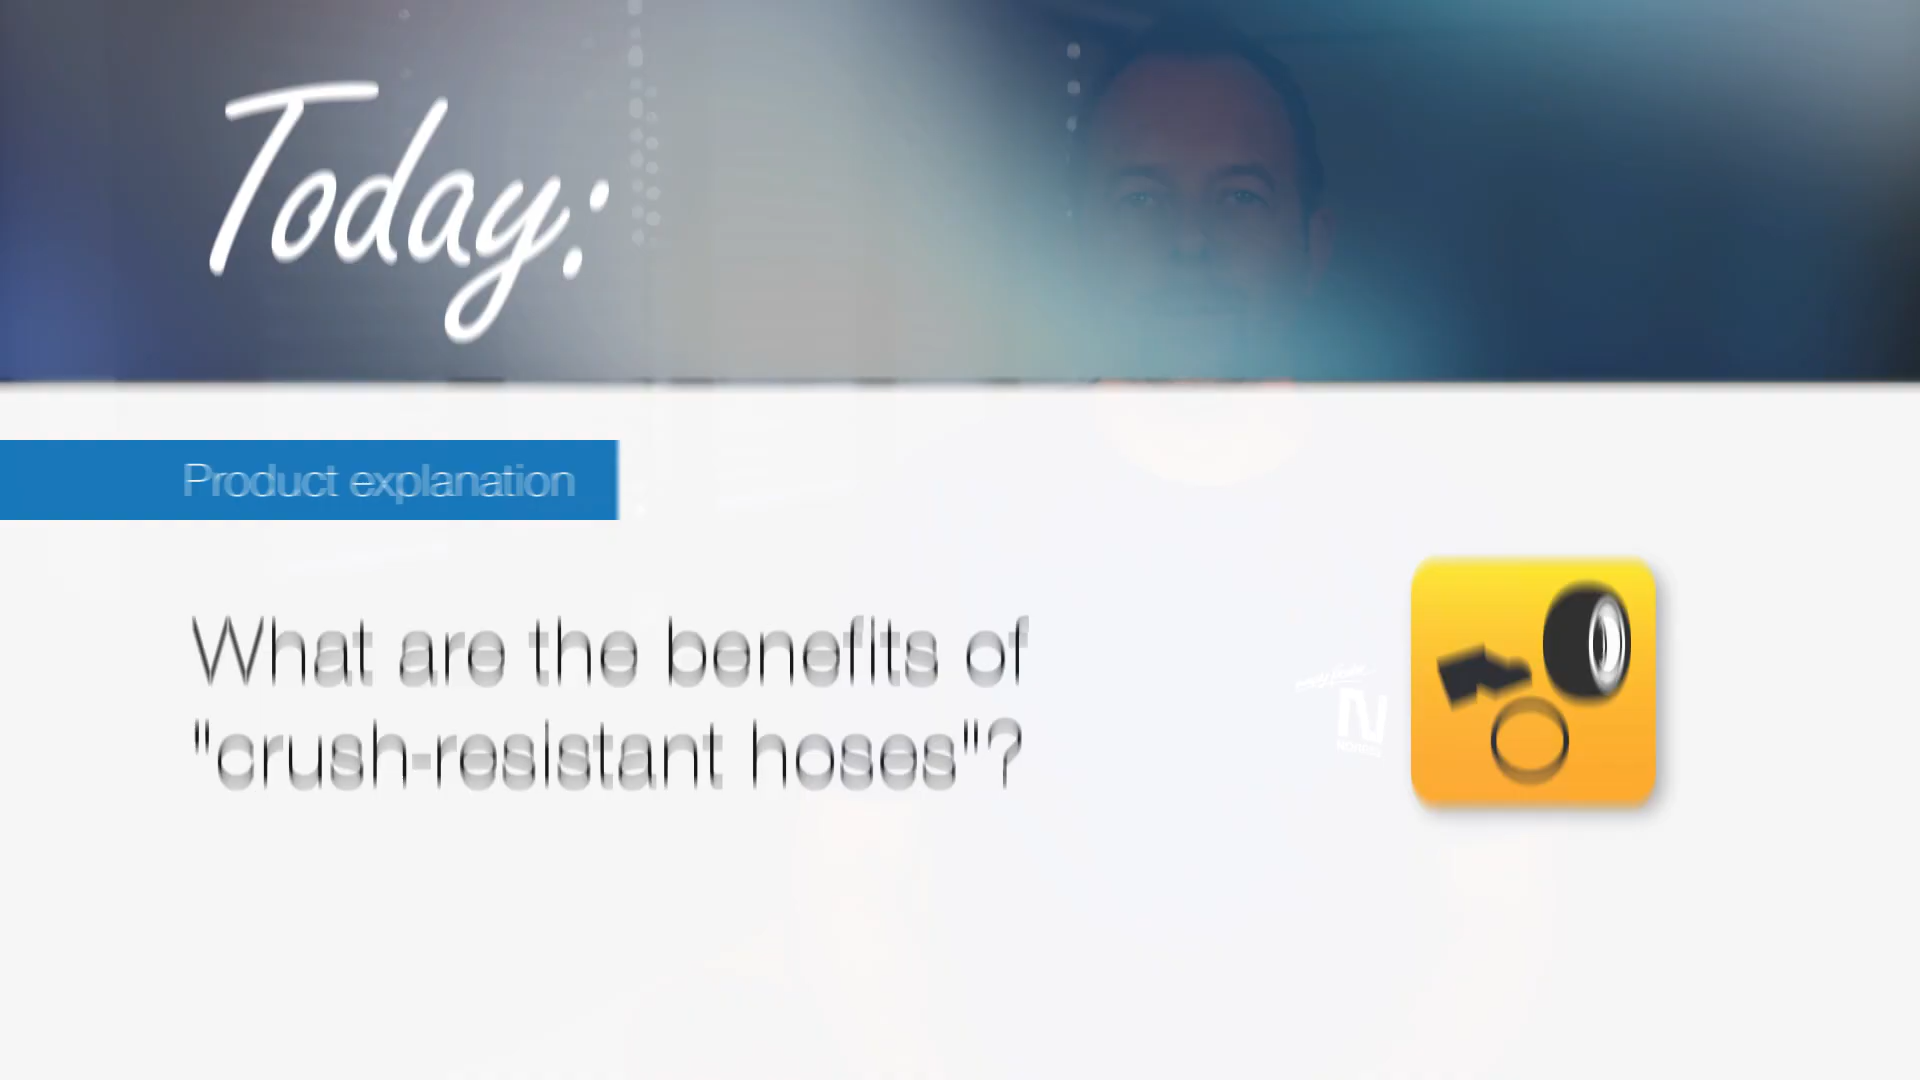 Today:
Product explanation
What are the benefits of
"crush-resistant hoses"?